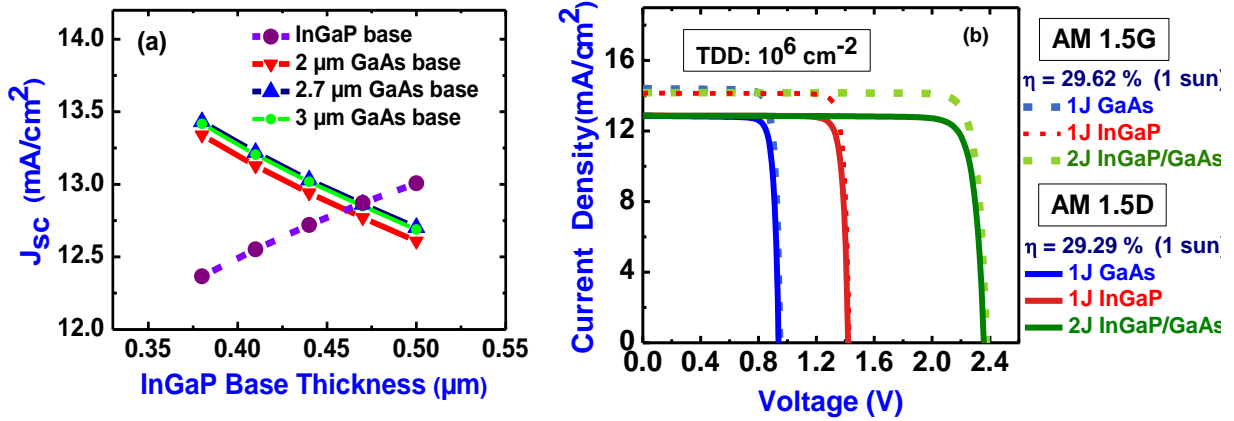 (a)
InGaP base
2 µm GaAs base
2.7 µm GaAs base
3 µm GaAs base
14.0
13.5
13.0
12.5
12.0
J_SC (mA/cm²)
0.35
0.40
0.45
0.50
0.55
InGaP Base Thickness (µm)
(b)
TDD: 10⁶ cm⁻²
16
12
8
4
0
Current Density(mA/cm²)
0.0
0.4
0.8
1.2
1.6
2.0
2.4
Voltage (V)
AM 1.5G
η = 29.62 % (1 sun)
1J GaAs
1J InGaP
2J InGaP/GaAs
AM 1.5D
η = 29.29 % (1 sun)
1J GaAs
1J InGaP
2J InGaP/GaAs